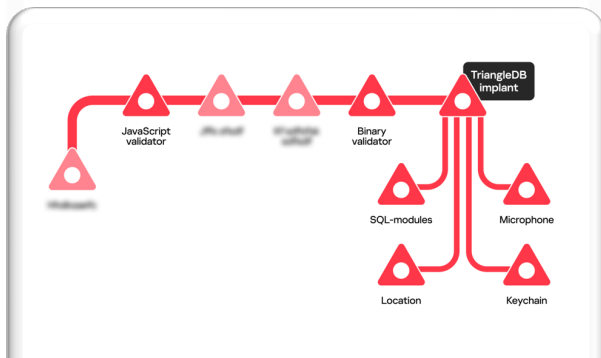 TriangleDB
implant
JavaScript
validator
Binary
validator
SQL-modules
Microphone
Location
Keychain